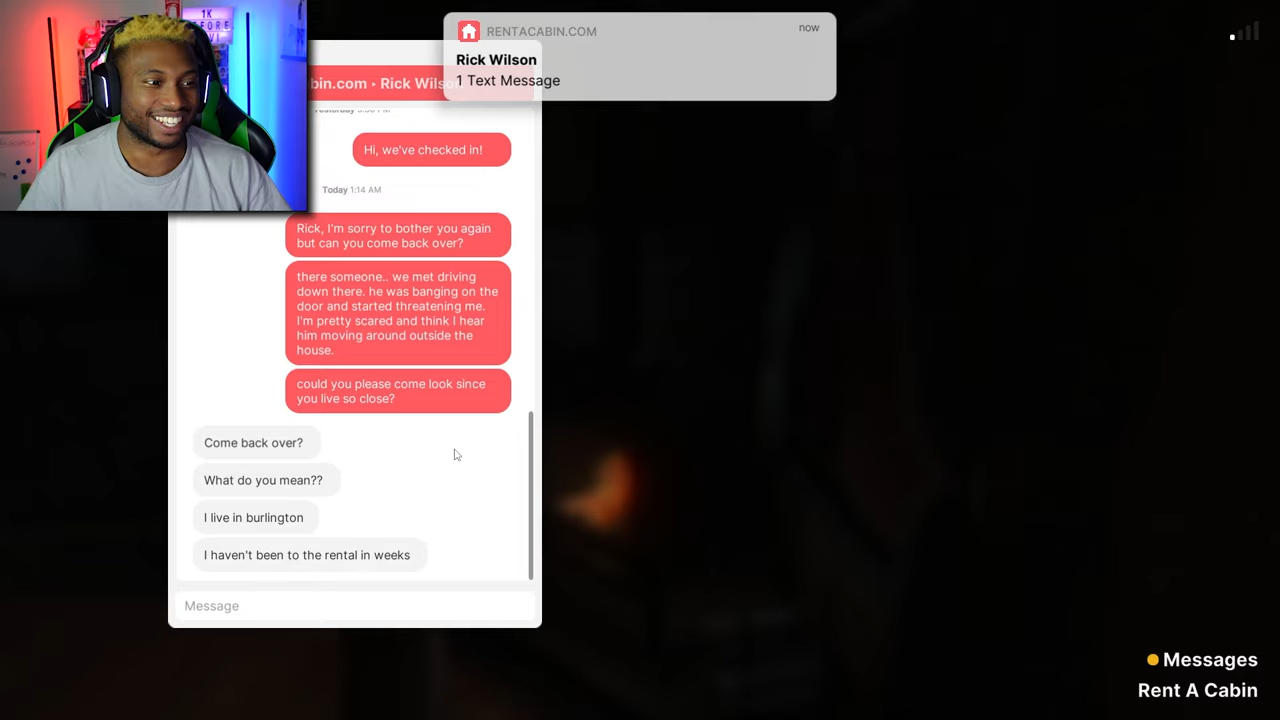 1K
RENTACABIN.COM
now
Rick Wilson
1 Text Message
bin.com ▸ Rick Wils
Hi, we've checked in!
Today 1:14 AM
Rick, I'm sorry to bother you again
but can you come back over?
there someone.. we met driving
down there. he was banging on the
door and started threatening me.
I'm pretty scared and think I hear
him moving around outside the
house.
could you please come look since
you live so close?
Come back over?
What do you mean??
I live in burlington
I haven't been to the rental in weeks
Message
Messages
Rent A Cabin